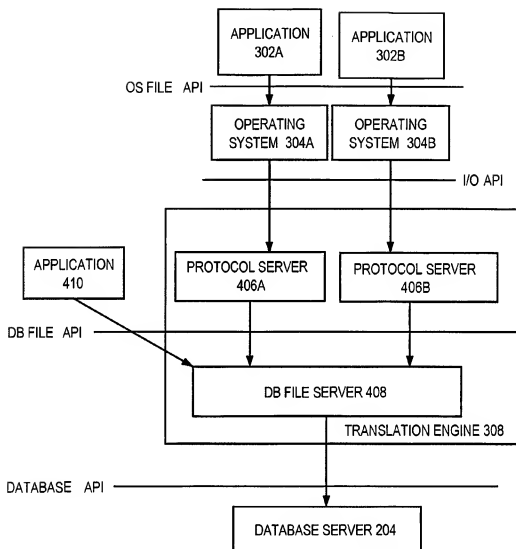 APPLICATION
302A
APPLICATION
302B
OS FILE API
OPERATING
SYSTEM 304A
OPERATING
SYSTEM 304B
I/O API
APPLICATION
410
PROTOCOL SERVER
406A
PROTOCOL SERVER
406B
DB FILE API
DB FILE SERVER 408
TRANSLATION ENGINE 308
DATABASE API
DATABASE SERVER 204